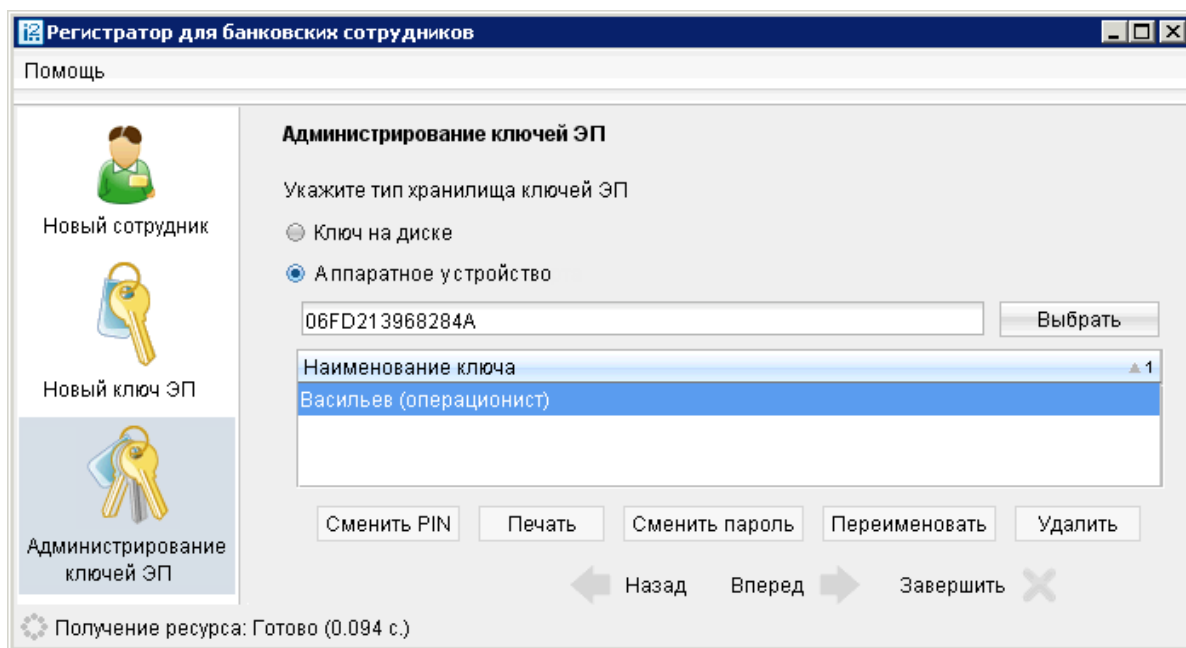 Регистратор для банковских сотрудников
Помощь
Новый сотрудник
Новый ключ ЭП
Администрирование
ключей ЭП
Администрирование ключей ЭП
Укажите тип хранилища ключей ЭП
Ключ на диске
Аппаратное устройство
06FD213968284A
Выбрать
Наименование ключа
1
Васильев (операционист)
Сменить PIN
Печать
Сменить пароль
Переименовать
Удалить
Назад
Вперед
Завершить
Получение ресурса: Готово (0.094 с.)